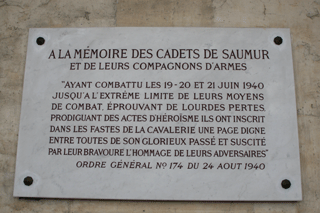 A LA MÉMOIRE DES CADETS DE SAUMUR
ET DE LEURS COMPAGNONS D'ARMES
"AYANT COMBATTU LES 19-20 ET 21 JUIN 1940
JUSQU'A L'EXTRÊME LIMITE DE LEURS MOYENS
DE COMBAT, ÉPROUVANT DE LOURDES PERTES,
PRODIGUANT DES ACTES D'HÉROÏSME ILS ONT INSCRIT
DANS LES FASTES DE LA CAVALERIE UNE PAGE DIGNE
ENTRE TOUTES DE SON GLORIEUX PASSÉ ET SUSCITÉ
PAR LEUR BRAVOURE L'HOMMAGE DE LEURS ADVERSAIRES"
ORDRE GÉNÉRAL No 174 DU 24 AOUT 1940